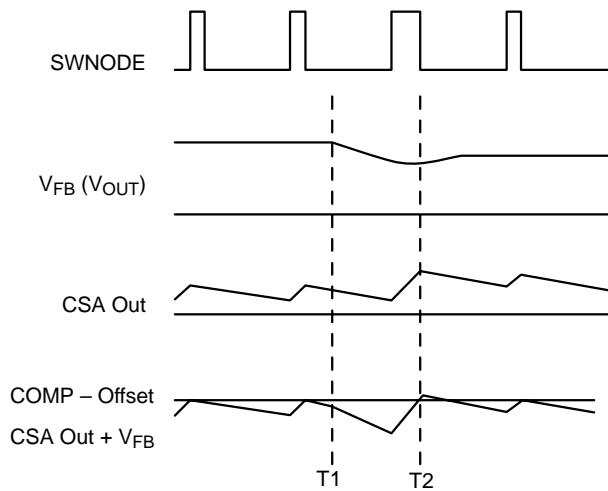 SWNODE
V_FB (V_OUT)
CSA Out
COMP – Offset
CSA Out + V_FB
T1 T2